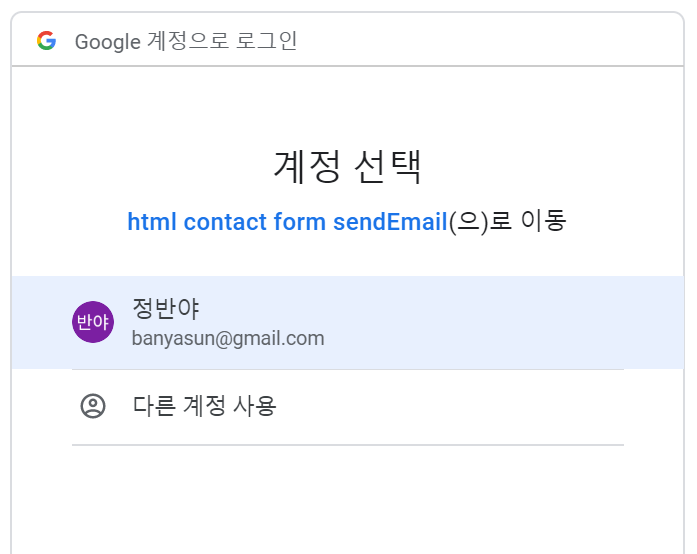 Google 계정으로 로그인
계정 선택
html contact form sendEmail(으)로 이동
반야
정반야
banyasun@gmail.com
다른 계정 사용